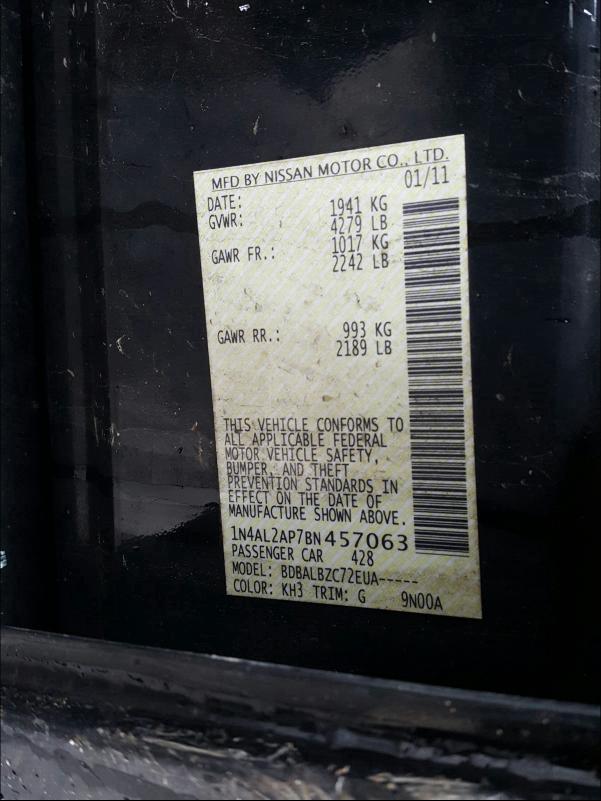 MFD BY NISSAN MOTOR CO., LTD.
DATE: 01/11
GVWR: 1941 KG
4279 LB
GAWR FR.: 1017 KG
2242 LB
GAWR RR.: 993 KG
2189 LB
THIS VEHICLE CONFORMS TO
ALL APPLICABLE FEDERAL
MOTOR VEHICLE SAFETY,
BUMPER, AND THEFT
PREVENTION STANDARDS IN
EFFECT ON THE DATE OF
MANUFACTURE SHOWN ABOVE.
1N4AL2AP7BN457063
PASSENGER CAR 428
MODEL: BDBALBZC72EUA-----
COLOR: KH3 TRIM: G 9N00A